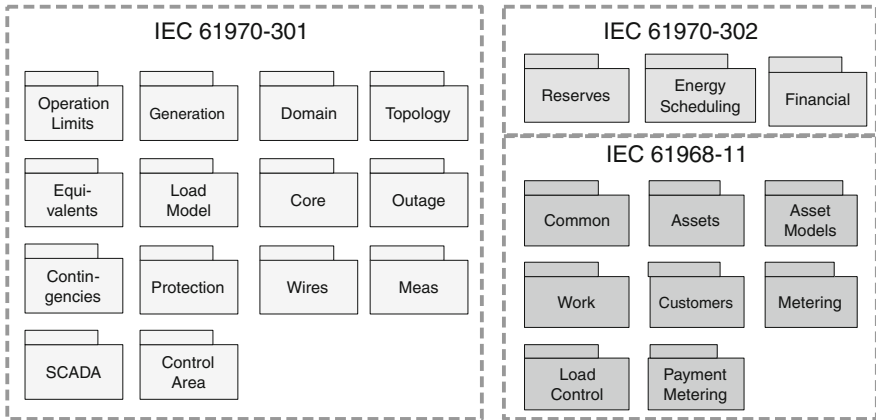 IEC 61970-301
Operation
Limits
Generation
Domain
Topology
Equi-
valents
Load
Model
Core
Outage
Contin-
gencies
Protection
Wires
Meas
SCADA
Control
Area
IEC 61970-302
Reserves
Energy
Scheduling
Financial
IEC 61968-11
Common
Assets
Asset
Models
Work
Customers
Metering
Load
Control
Payment
Metering